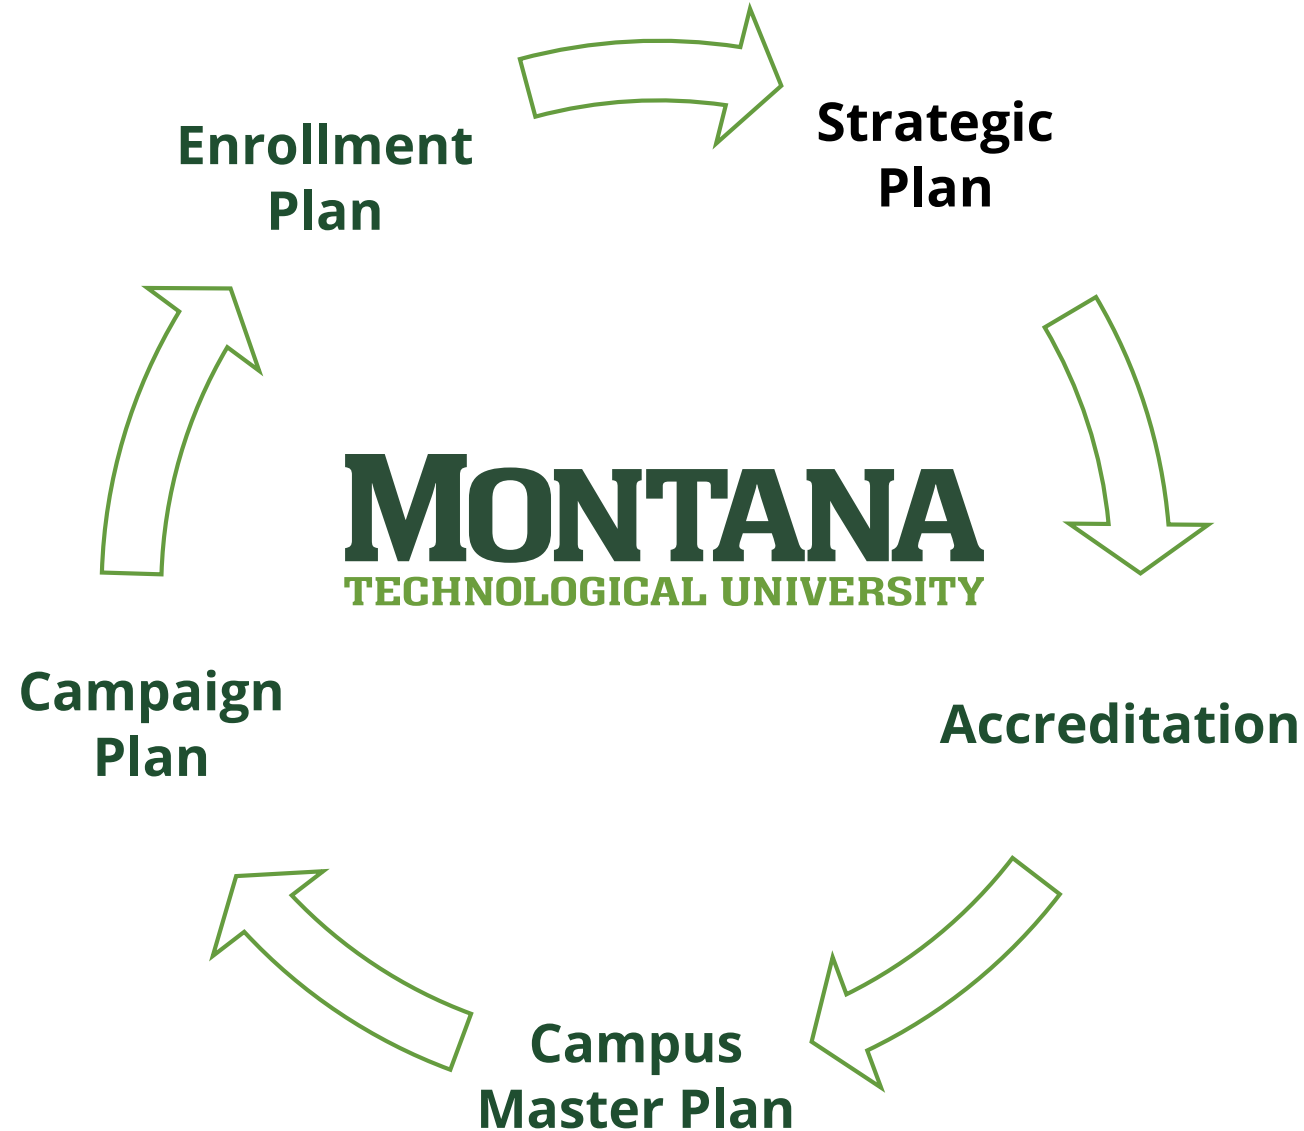 Enrollment
Plan
Strategic
Plan
MONTANA
TECHNOLOGICAL UNIVERSITY
Campaign
Plan
Accreditation
Campus
Master Plan